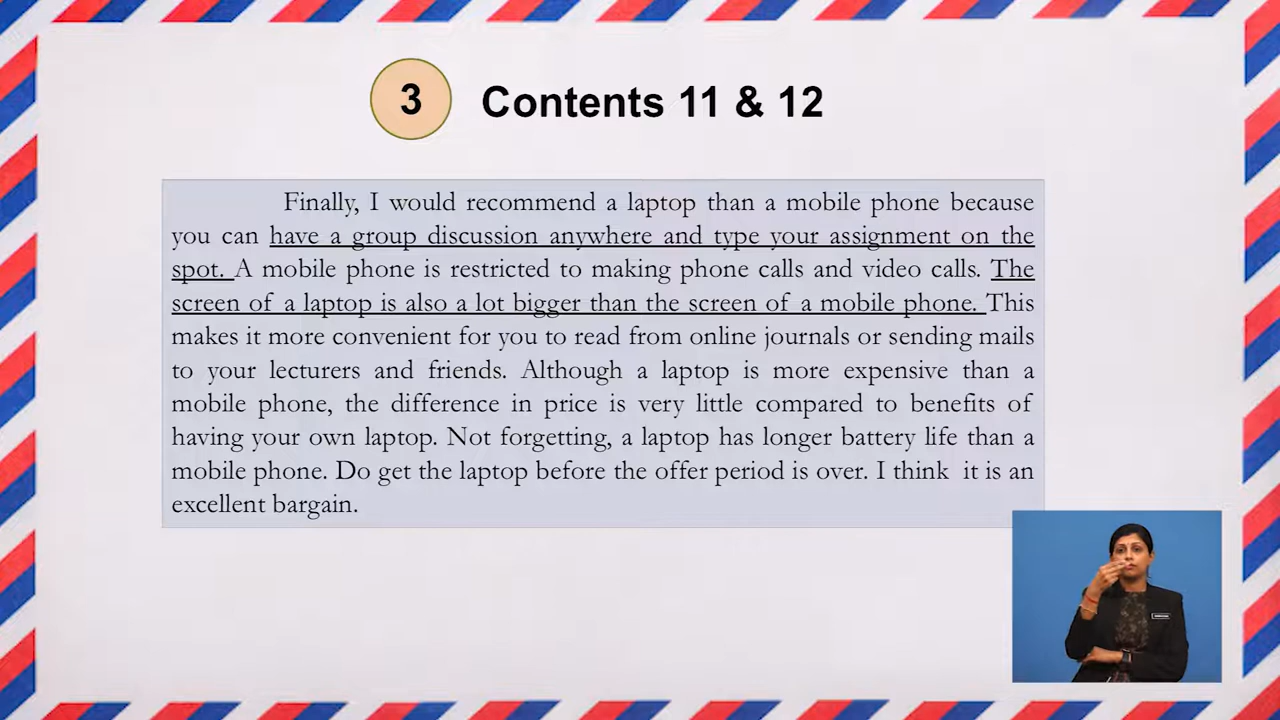 3
Contents 11 & 12
Finally, I would recommend a laptop than a mobile phone because
you can have a group discussion anywhere and type your assignment on the
spot. A mobile phone is restricted to making phone calls and video calls. The
screen of a laptop is also a lot bigger than the screen of a mobile phone. This
makes it more convenient for you to read from online journals or sending mails
to your lecturers and friends. Although a laptop is more expensive than a
mobile phone, the difference in price is very little compared to benefits of
having your own laptop. Not forgetting, a laptop has longer battery life than a
mobile phone. Do get the laptop before the offer period is over. I think it is an
excellent bargain.